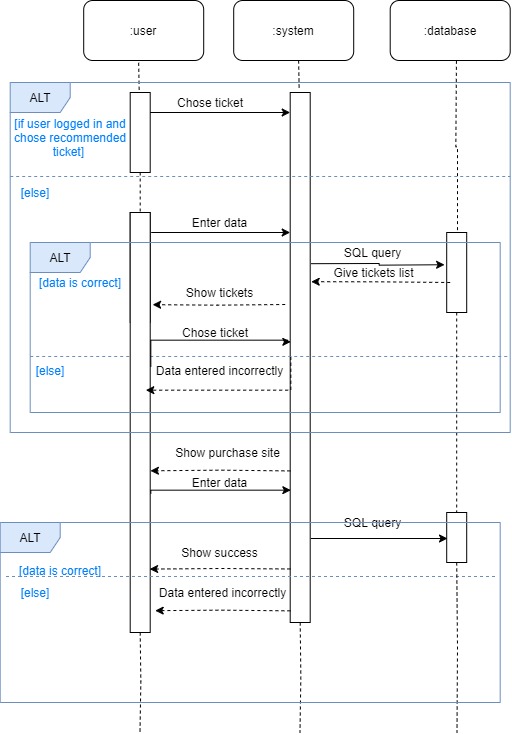 :user
:system
:database
ALT
[if user logged in and
chose recommended
ticket]
Chose ticket
[else]
Enter data
ALT
[data is correct]
SQL query
Give tickets list
Show tickets
Chose ticket
[else]
Data entered incorrectly
Show purchase site
Enter data
ALT
SQL query
Show success
[data is correct]
[else]
Data entered incorrectly